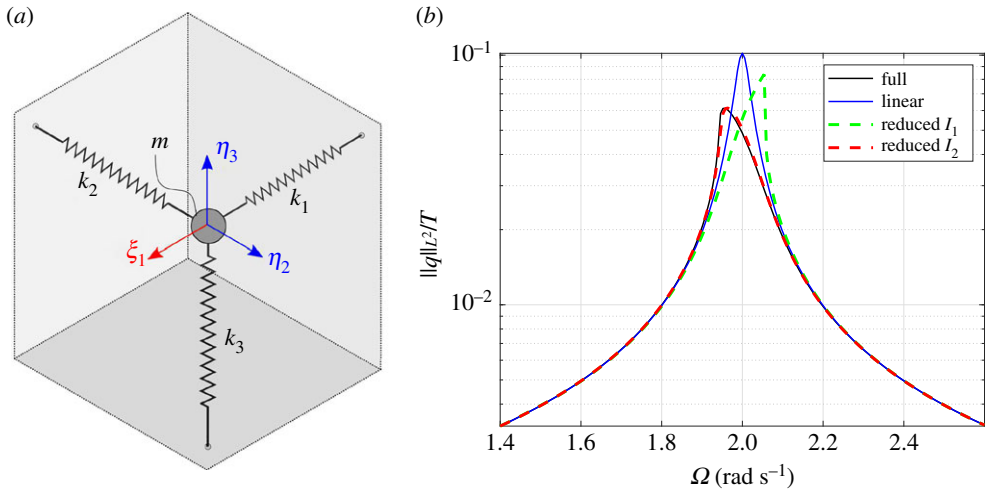 (a)
m
η3
k2
k1
ξ1
η2
k3
(b)
10⁻¹
full
linear
reduced I1
reduced I2
||q||L²/T
10⁻²
1.4 1.6 1.8 2.0 2.2 2.4
Ω (rad s⁻¹)